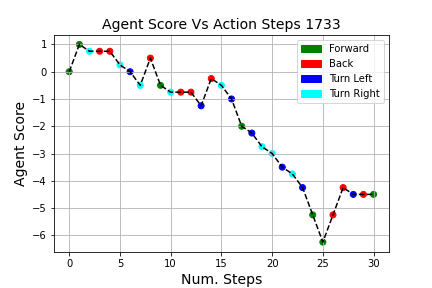 Agent Score Vs Action Steps 1733
Agent Score
1
0
−1
−2
−3
−4
−5
−6
Forward
Back
Turn Left
Turn Right
0 5 10 15 20 25 30
Num. Steps